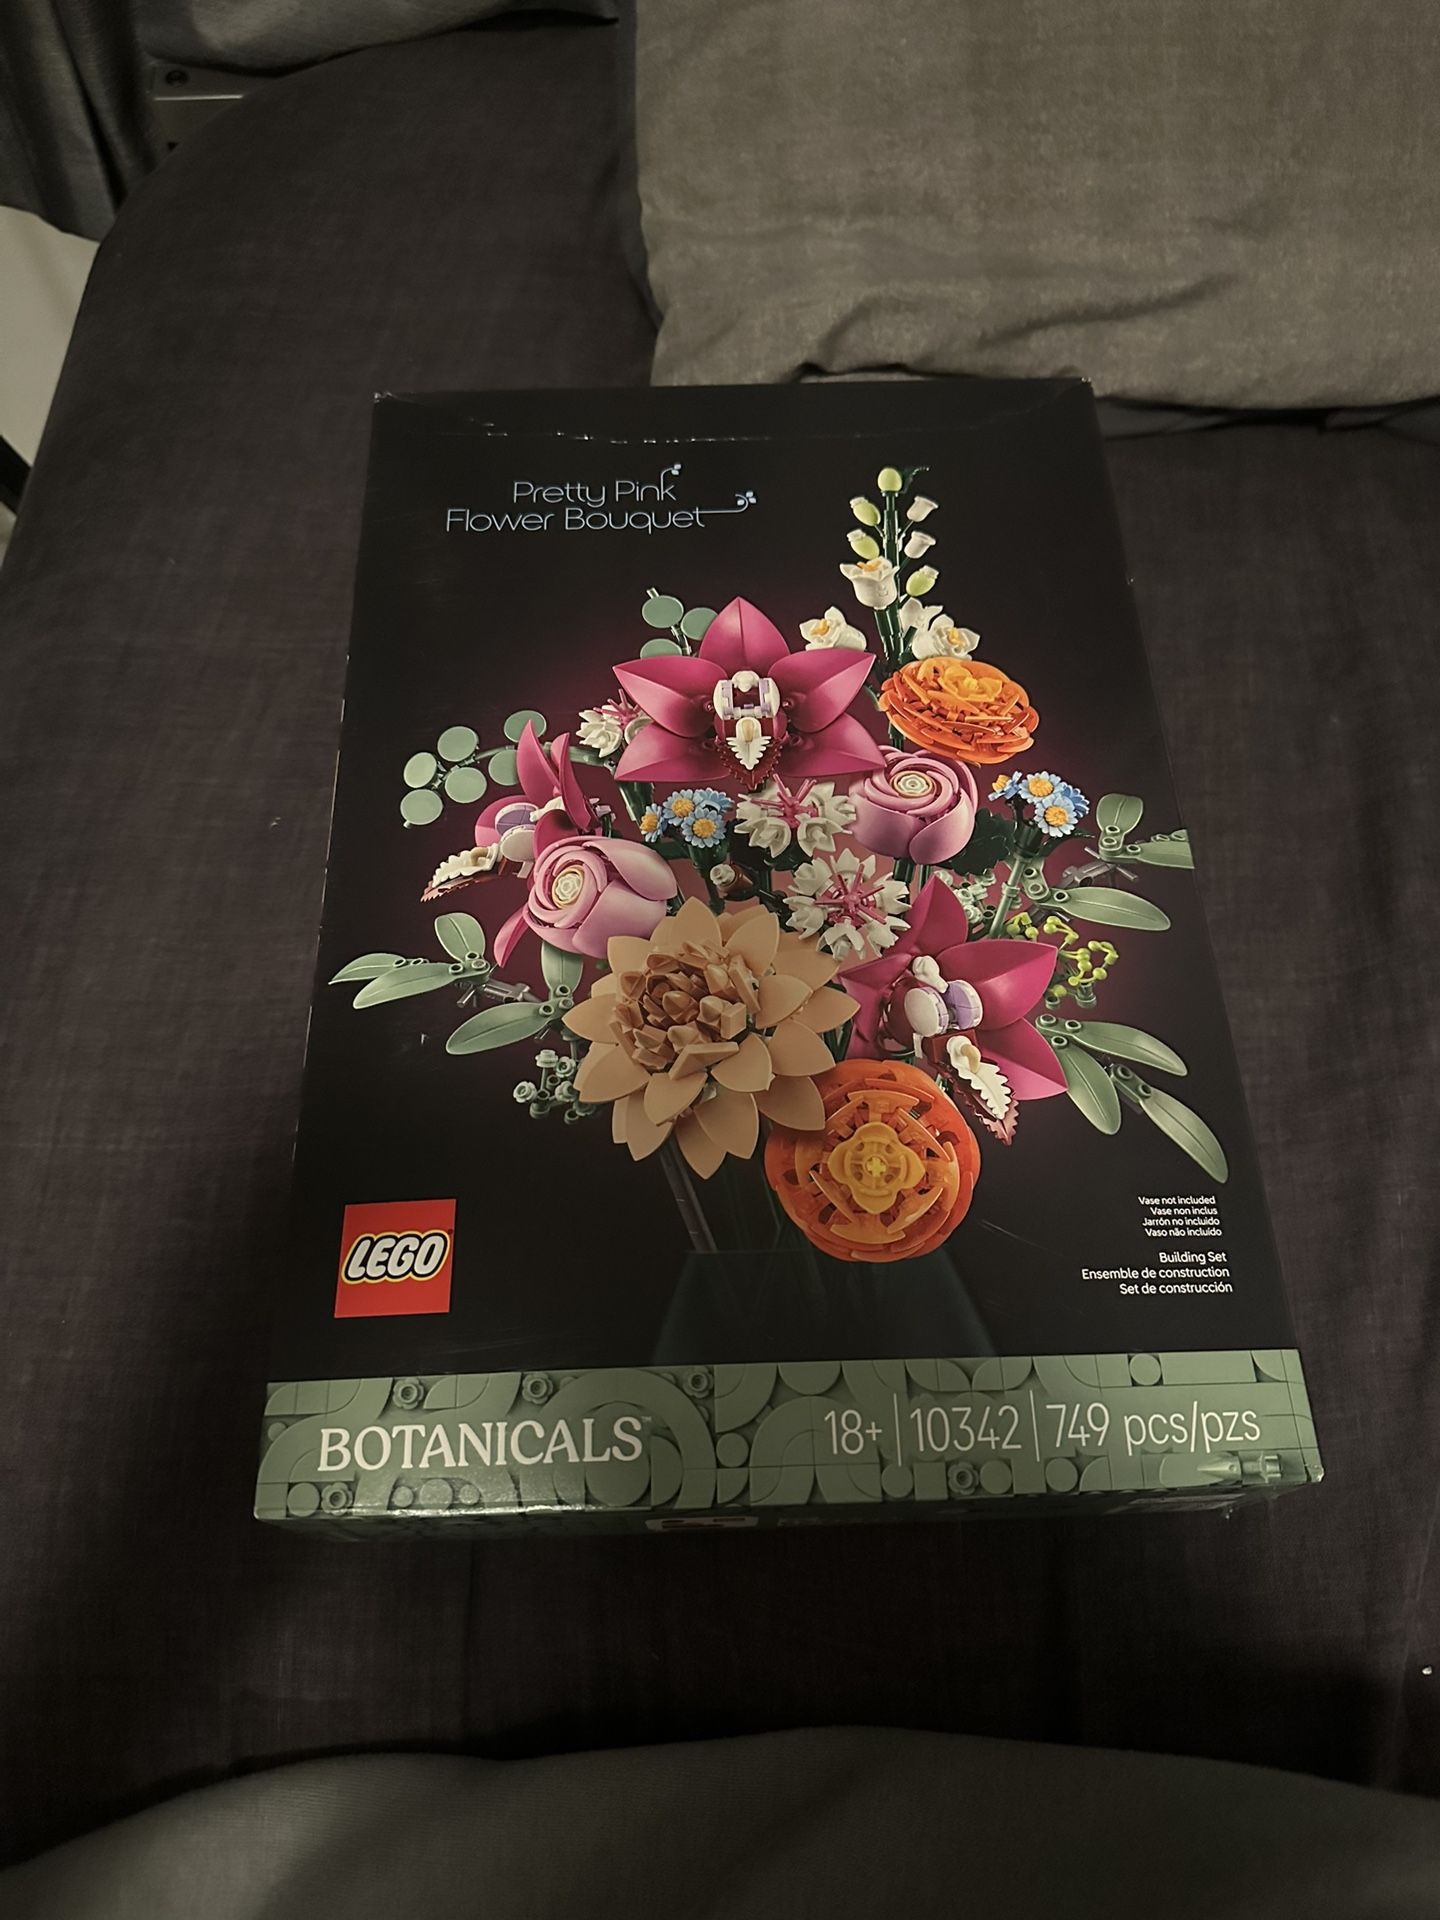 Pretty Pink
Flower Bouquet
Vase not included
Vase non inclus
Jarrón no incluido
Vaso não incluído
Building Set
Ensemble de construction
Set de construcción
LEGO
BOTANICALS™
18+ | 10342 | 749 pcs/pzs